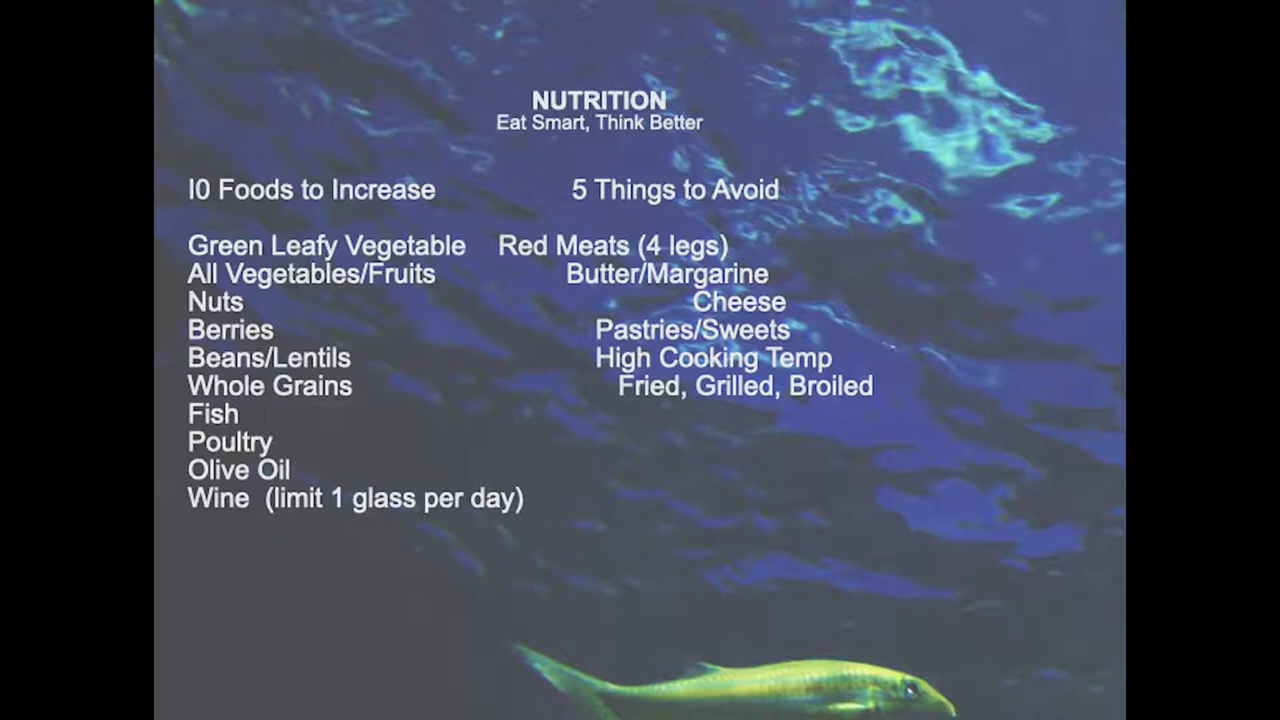 NUTRITION
Eat Smart, Think Better
l0 Foods to Increase 5 Things to Avoid
Green Leafy Vegetable Red Meats (4 legs)
All Vegetables/Fruits Butter/Margarine
Nuts Cheese
Berries Pastries/Sweets
Beans/Lentils High Cooking Temp
Whole Grains Fried, Grilled, Broiled
Fish
Poultry
Olive Oil
Wine (limit 1 glass per day)